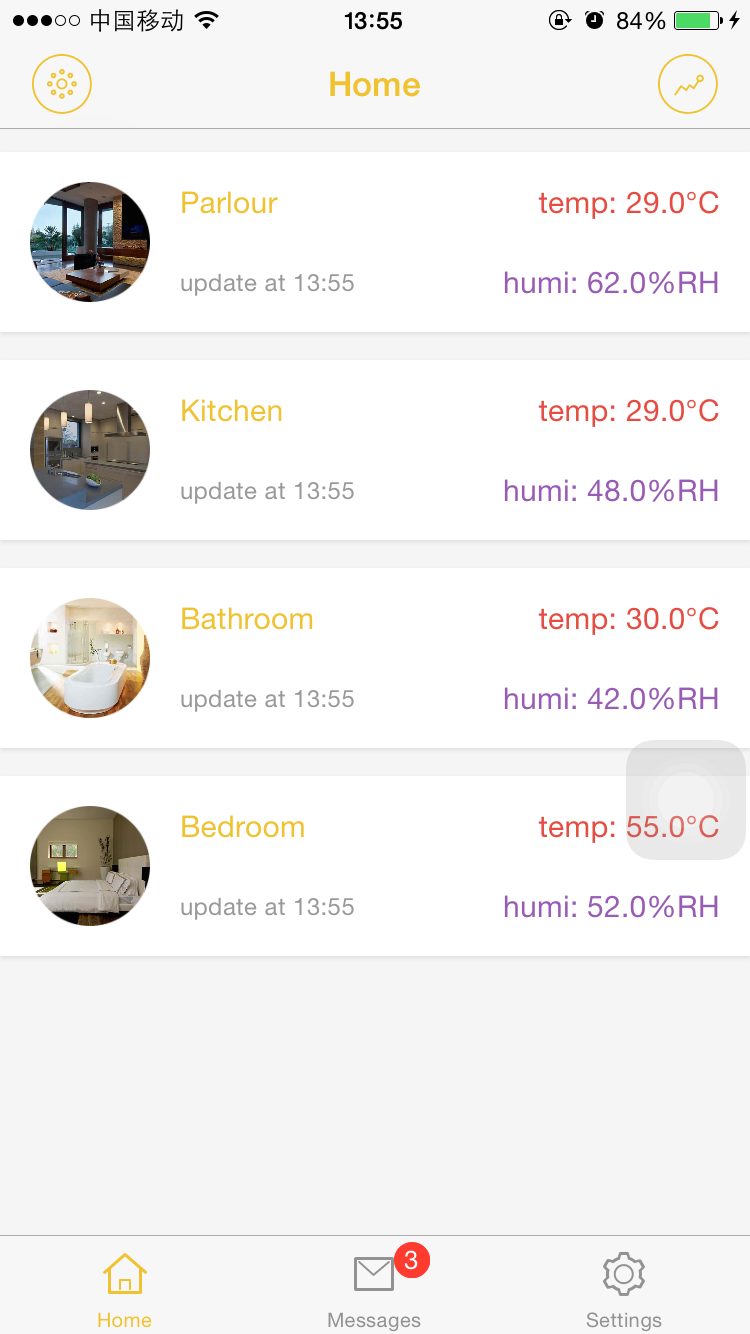 中国移动 13:55 84%
Home
Parlour temp: 29.0°C
update at 13:55 humi: 62.0%RH
Kitchen temp: 29.0°C
update at 13:55 humi: 48.0%RH
Bathroom temp: 30.0°C
update at 13:55 humi: 42.0%RH
Bedroom temp: 55.0°C
update at 13:55 humi: 52.0%RH
3
Home Messages Settings